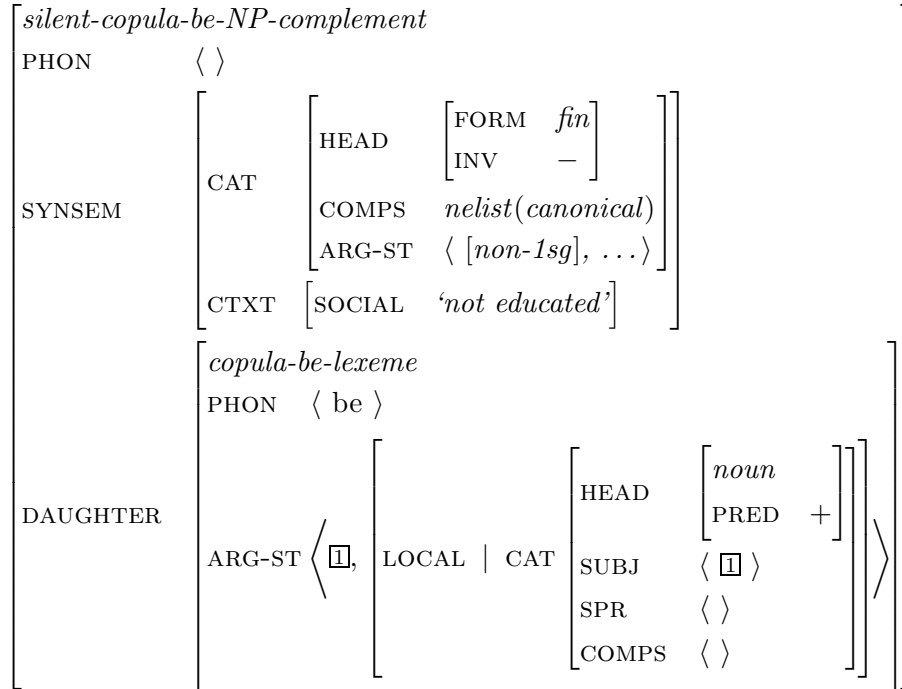 silent-copula-be-NP-complement
PHON ⟨ ⟩
SYNSEM
CAT
HEAD
FORM fin
INV −
COMPS nelist(canonical)
ARG-ST ⟨ [non-1sg], ...⟩
CTXT [SOCIAL ‘not educated’]
DAUGHTER
copula-be-lexeme
PHON ⟨ be ⟩
ARG-ST ⟨ 1, LOCAL | CAT
HEAD
noun
PRED +
SUBJ ⟨ 1 ⟩
SPR ⟨ ⟩
COMPS ⟨ ⟩
⟩